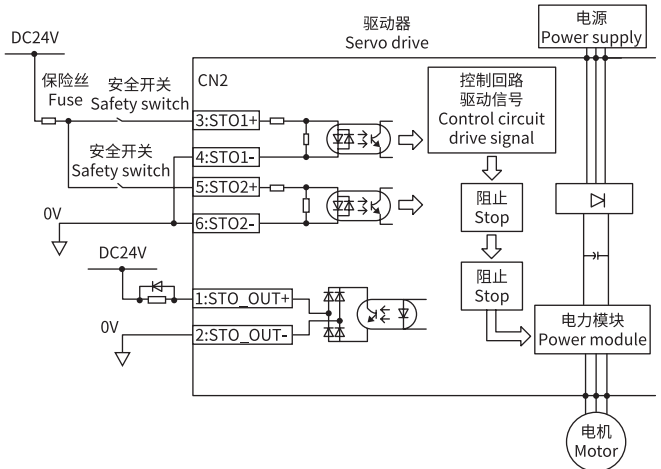 驱动器
Servo drive
电源
Power supply
DC24V
保险丝
Fuse
安全开关
Safety switch
CN2
3:STO1+
4:STO1-
安全开关
Safety switch
5:STO2+
6:STO2-
0V
控制回路
驱动信号
Control circuit
drive signal
阻止
Stop
阻止
Stop
DC24V
1:STO_OUT+
2:STO_OUT-
0V
电力模块
Power module
电机
Motor